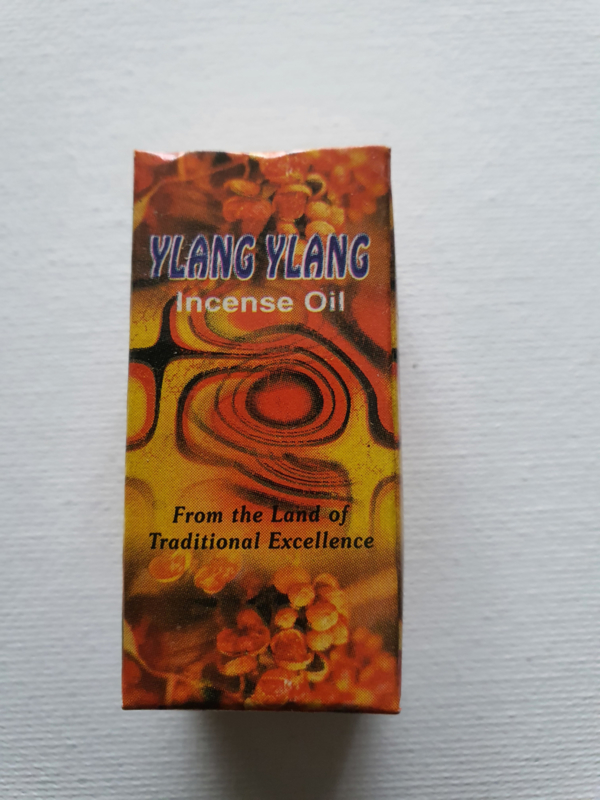 YLANG YLANG
Incense Oil
From the Land of
Traditional Excellence